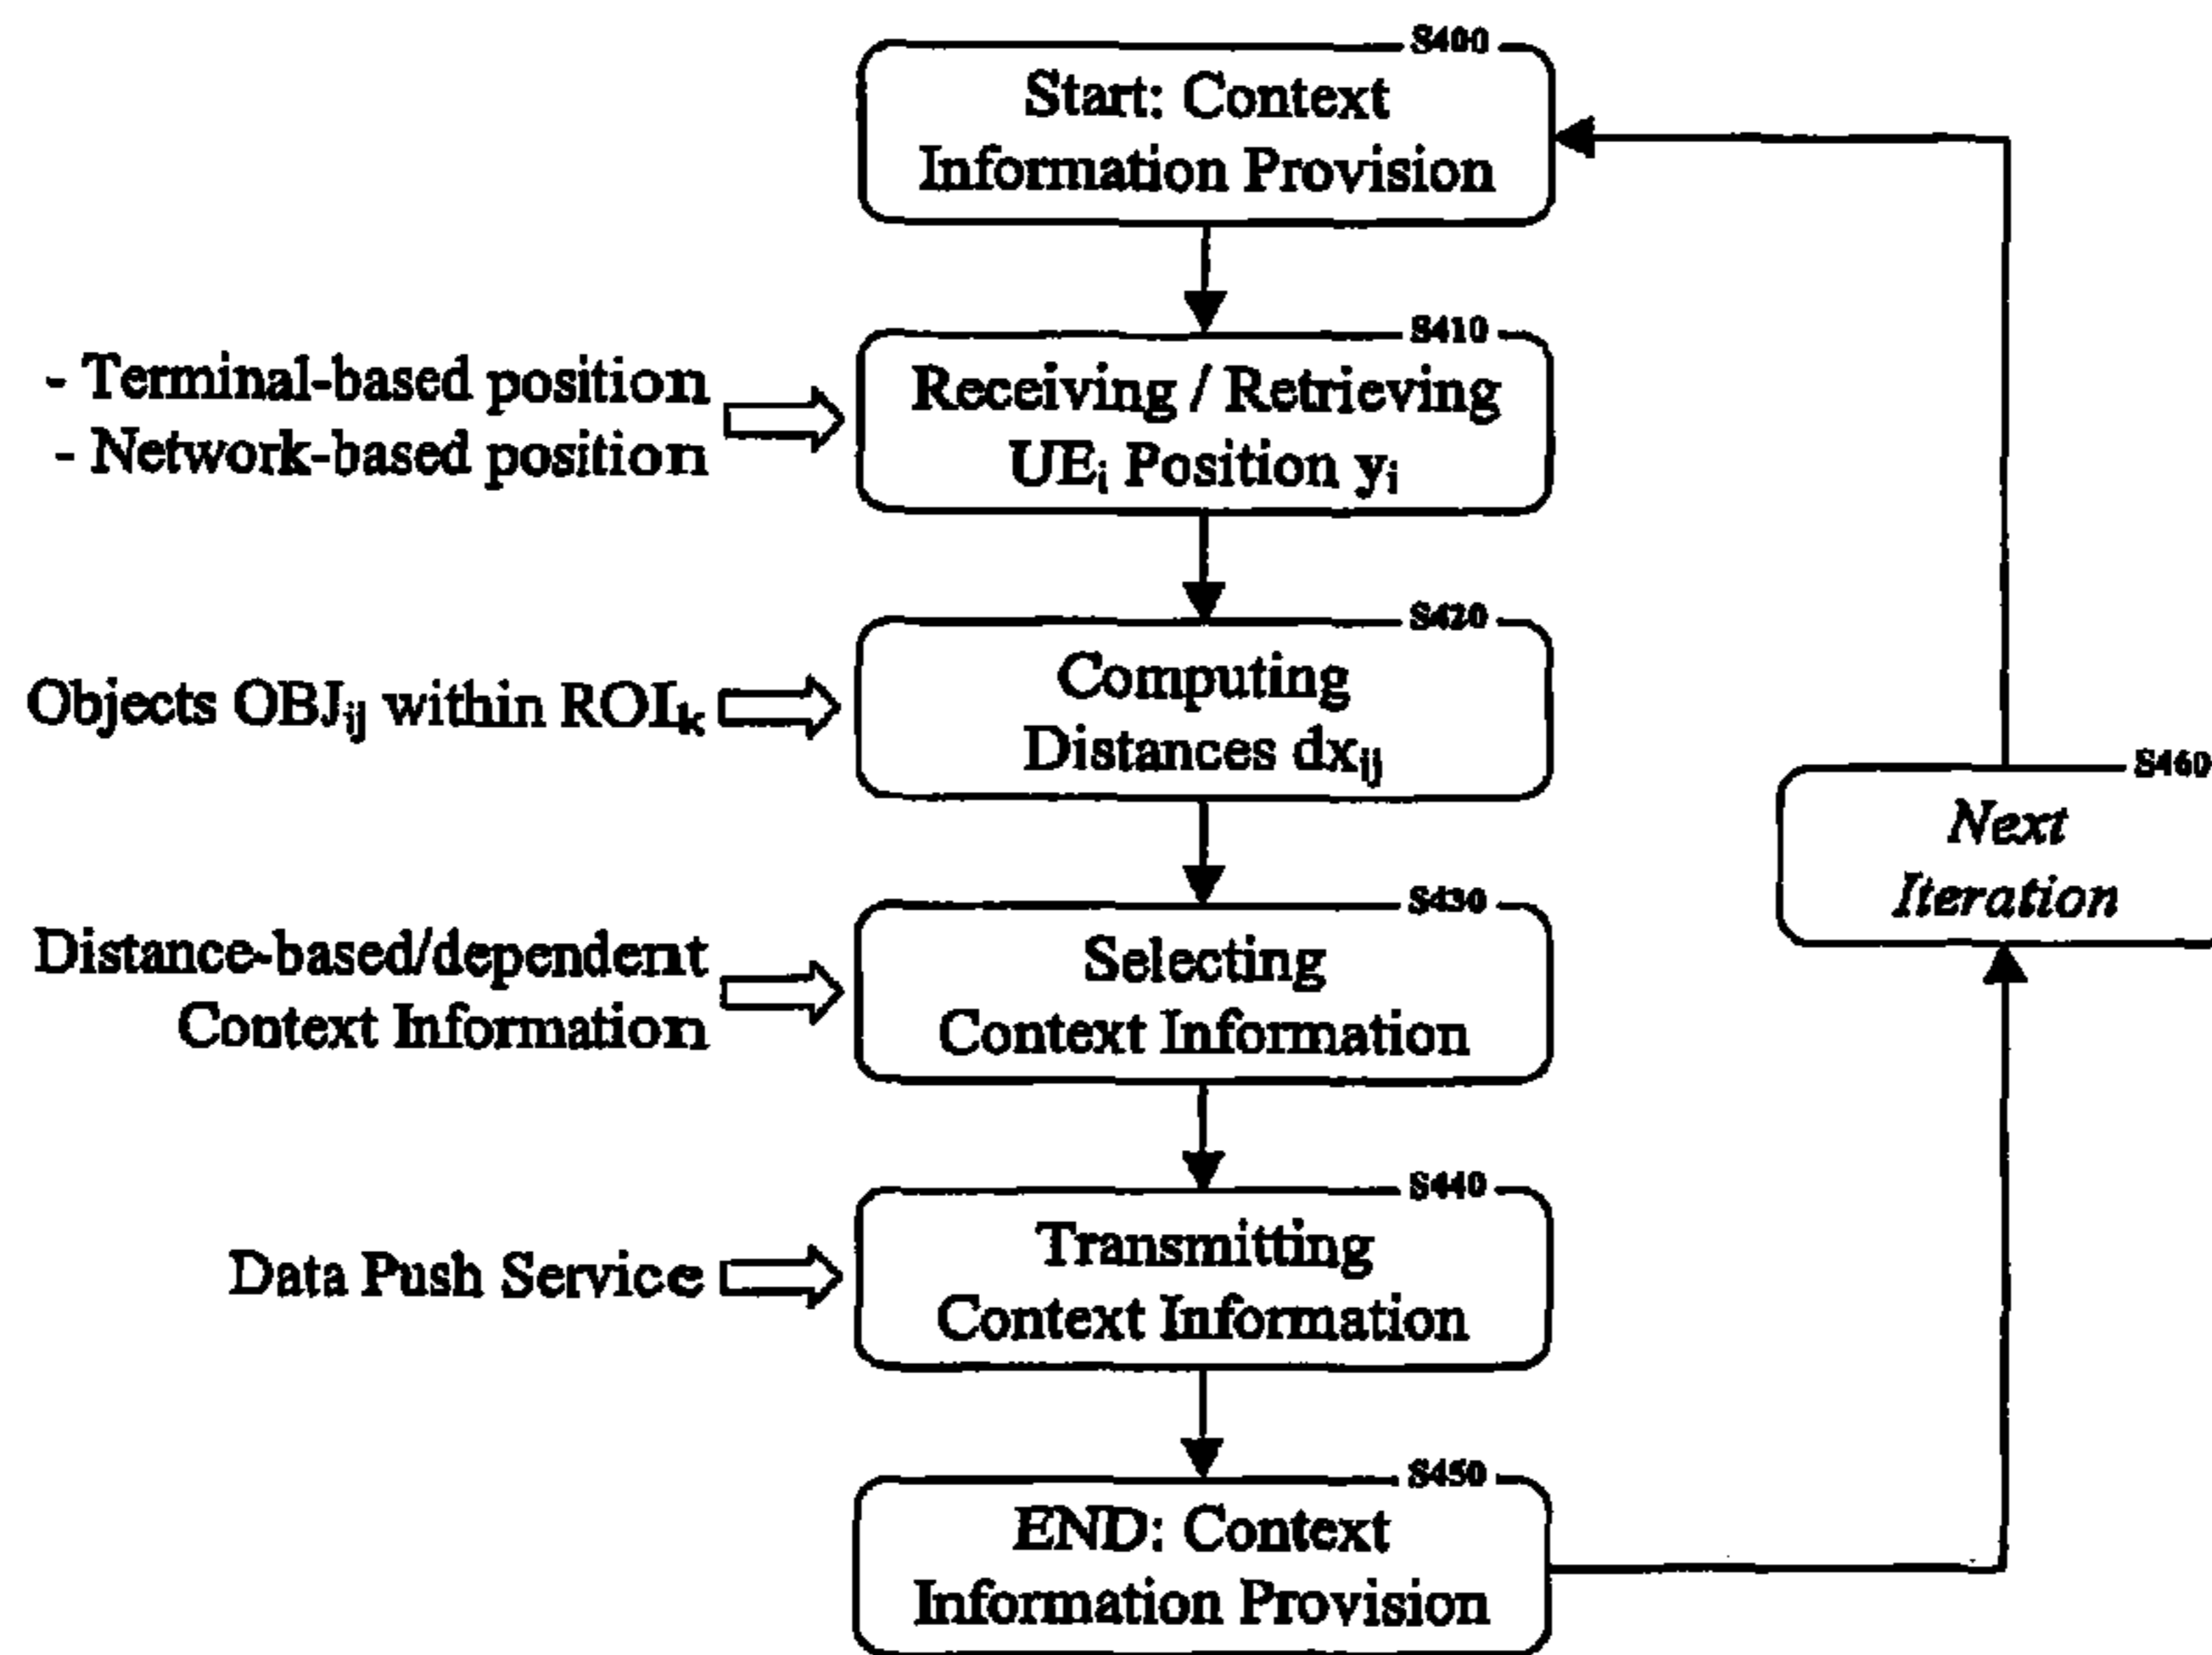 S400
Start: Context
Information Provision
S410
- Terminal-based position
- Network-based position
Receiving / Retrieving
UEᵢ Position yᵢ
S420
Objects OBJᵢⱼ within ROIₖ
Computing
Distances dxᵢⱼ
S460
Next
Iteration
S430
Distance-based/dependent
Context Information
Selecting
Context Information
S440
Data Push Service
Transmitting
Context Information
S450
END: Context
Information Provision